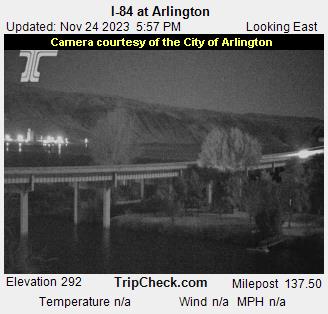 I-84 at Arlington
Updated: Nov 24 2023 5:57 PM Looking East
Camera courtesy of the City of Arlington
Elevation 292 TripCheck.com Milepost 137.50
Temperature n/a Wind n/a MPH n/a